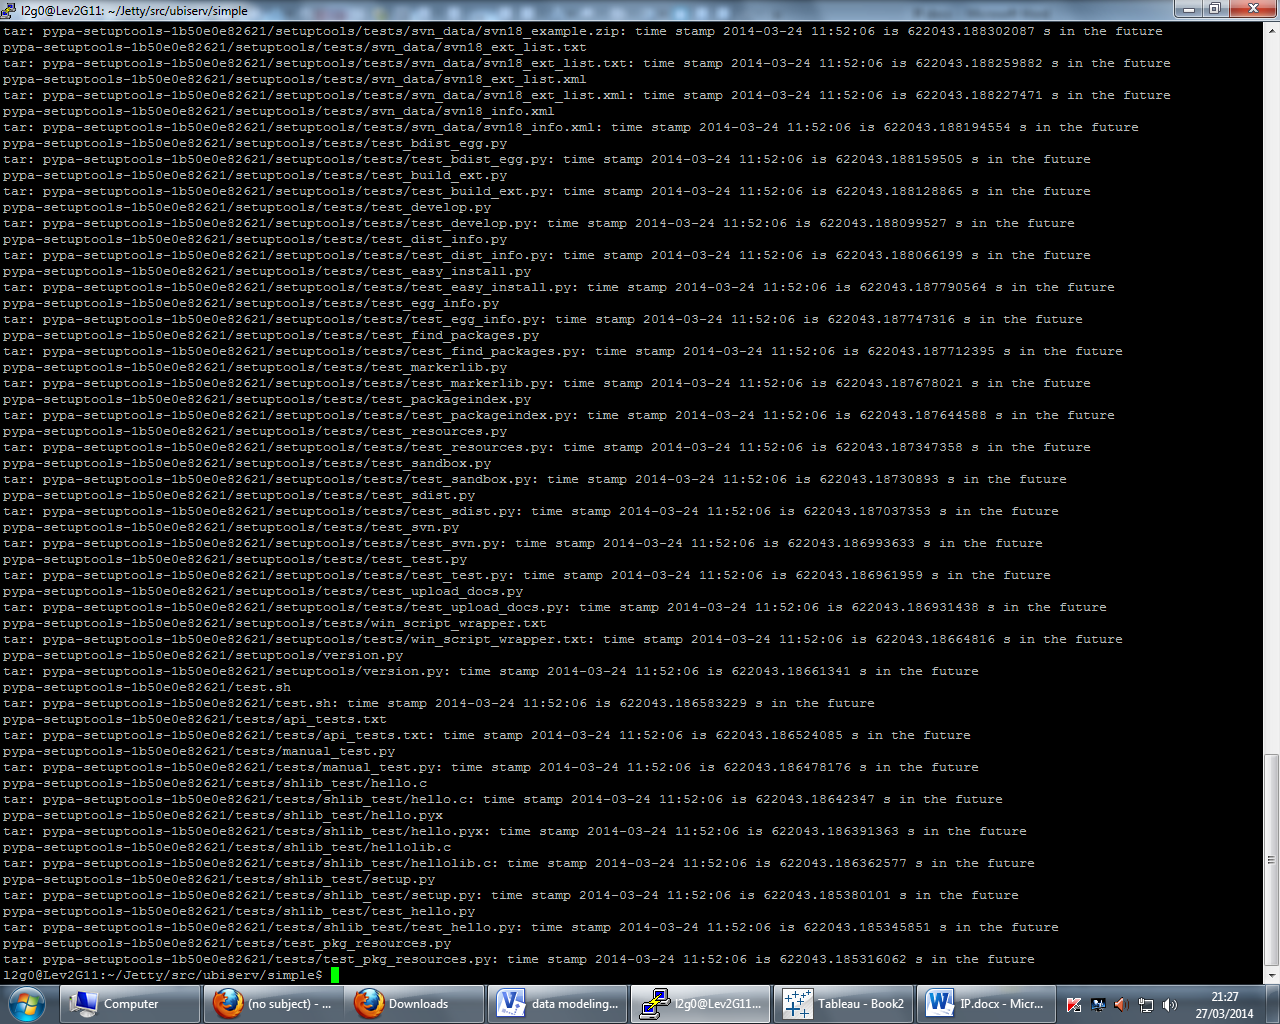 l2g0@Lev2G11: ~/Jetty/src/ubiserv/simple
tar: pypa-setuptools-1b50e0e82621/setuptools/tests/svn_data/svn18_example.zip: time stamp 2014-03-24 11:52:06 is 622043.188302087 s in the future
pypa-setuptools-1b50e0e82621/setuptools/tests/svn_data/svn18_ext_list.txt
tar: pypa-setuptools-1b50e0e82621/setuptools/tests/svn_data/svn18_ext_list.txt: time stamp 2014-03-24 11:52:06 is 622043.188259882 s in the future
pypa-setuptools-1b50e0e82621/setuptools/tests/svn_data/svn18_ext_list.xml
tar: pypa-setuptools-1b50e0e82621/setuptools/tests/svn_data/svn18_ext_list.xml: time stamp 2014-03-24 11:52:06 is 622043.188227471 s in the future
pypa-setuptools-1b50e0e82621/setuptools/tests/svn_data/svn18_info.xml
tar: pypa-setuptools-1b50e0e82621/setuptools/tests/svn_data/svn18_info.xml: time stamp 2014-03-24 11:52:06 is 622043.188194554 s in the future
pypa-setuptools-1b50e0e82621/setuptools/tests/test_bdist_egg.py
tar: pypa-setuptools-1b50e0e82621/setuptools/tests/test_bdist_egg.py: time stamp 2014-03-24 11:52:06 is 622043.188159505 s in the future
pypa-setuptools-1b50e0e82621/setuptools/tests/test_build_ext.py
tar: pypa-setuptools-1b50e0e82621/setuptools/tests/test_build_ext.py: time stamp 2014-03-24 11:52:06 is 622043.188128865 s in the future
pypa-setuptools-1b50e0e82621/setuptools/tests/test_develop.py
tar: pypa-setuptools-1b50e0e82621/setuptools/tests/test_develop.py: time stamp 2014-03-24 11:52:06 is 622043.188099527 s in the future
pypa-setuptools-1b50e0e82621/setuptools/tests/test_dist_info.py
tar: pypa-setuptools-1b50e0e82621/setuptools/tests/test_dist_info.py: time stamp 2014-03-24 11:52:06 is 622043.188066199 s in the future
pypa-setuptools-1b50e0e82621/setuptools/tests/test_easy_install.py
tar: pypa-setuptools-1b50e0e82621/setuptools/tests/test_easy_install.py: time stamp 2014-03-24 11:52:06 is 622043.187790564 s in the future
pypa-setuptools-1b50e0e82621/setuptools/tests/test_egg_info.py
tar: pypa-setuptools-1b50e0e82621/setuptools/tests/test_egg_info.py: time stamp 2014-03-24 11:52:06 is 622043.187747316 s in the future
pypa-setuptools-1b50e0e82621/setuptools/tests/test_find_packages.py
tar: pypa-setuptools-1b50e0e82621/setuptools/tests/test_find_packages.py: time stamp 2014-03-24 11:52:06 is 622043.187712395 s in the future
pypa-setuptools-1b50e0e82621/setuptools/tests/test_markerlib.py
tar: pypa-setuptools-1b50e0e82621/setuptools/tests/test_markerlib.py: time stamp 2014-03-24 11:52:06 is 622043.187678021 s in the future
pypa-setuptools-1b50e0e82621/setuptools/tests/test_packageindex.py
tar: pypa-setuptools-1b50e0e82621/setuptools/tests/test_packageindex.py: time stamp 2014-03-24 11:52:06 is 622043.187644588 s in the future
pypa-setuptools-1b50e0e82621/setuptools/tests/test_resources.py
tar: pypa-setuptools-1b50e0e82621/setuptools/tests/test_resources.py: time stamp 2014-03-24 11:52:06 is 622043.187347358 s in the future
pypa-setuptools-1b50e0e82621/setuptools/tests/test_sandbox.py
tar: pypa-setuptools-1b50e0e82621/setuptools/tests/test_sandbox.py: time stamp 2014-03-24 11:52:06 is 622043.18730893 s in the future
pypa-setuptools-1b50e0e82621/setuptools/tests/test_sdist.py
tar: pypa-setuptools-1b50e0e82621/setuptools/tests/test_sdist.py: time stamp 2014-03-24 11:52:06 is 622043.187037353 s in the future
pypa-setuptools-1b50e0e82621/setuptools/tests/test_svn.py
tar: pypa-setuptools-1b50e0e82621/setuptools/tests/test_svn.py: time stamp 2014-03-24 11:52:06 is 622043.186993633 s in the future
pypa-setuptools-1b50e0e82621/setuptools/tests/test_test.py
tar: pypa-setuptools-1b50e0e82621/setuptools/tests/test_test.py: time stamp 2014-03-24 11:52:06 is 622043.186961959 s in the future
pypa-setuptools-1b50e0e82621/setuptools/tests/test_upload_docs.py
tar: pypa-setuptools-1b50e0e82621/setuptools/tests/test_upload_docs.py: time stamp 2014-03-24 11:52:06 is 622043.186931438 s in the future
pypa-setuptools-1b50e0e82621/setuptools/tests/win_script_wrapper.txt
tar: pypa-setuptools-1b50e0e82621/setuptools/tests/win_script_wrapper.txt: time stamp 2014-03-24 11:52:06 is 622043.18664816 s in the future
pypa-setuptools-1b50e0e82621/setuptools/version.py
tar: pypa-setuptools-1b50e0e82621/setuptools/version.py: time stamp 2014-03-24 11:52:06 is 622043.18661341 s in the future
pypa-setuptools-1b50e0e82621/test.sh
tar: pypa-setuptools-1b50e0e82621/test.sh: time stamp 2014-03-24 11:52:06 is 622043.186583229 s in the future
pypa-setuptools-1b50e0e82621/tests/api_tests.txt
tar: pypa-setuptools-1b50e0e82621/tests/api_tests.txt: time stamp 2014-03-24 11:52:06 is 622043.186524085 s in the future
pypa-setuptools-1b50e0e82621/tests/manual_test.py
tar: pypa-setuptools-1b50e0e82621/tests/manual_test.py: time stamp 2014-03-24 11:52:06 is 622043.186478176 s in the future
pypa-setuptools-1b50e0e82621/tests/shlib_test/hello.c
tar: pypa-setuptools-1b50e0e82621/tests/shlib_test/hello.c: time stamp 2014-03-24 11:52:06 is 622043.18642347 s in the future
pypa-setuptools-1b50e0e82621/tests/shlib_test/hello.pyx
tar: pypa-setuptools-1b50e0e82621/tests/shlib_test/hello.pyx: time stamp 2014-03-24 11:52:06 is 622043.186391363 s in the future
pypa-setuptools-1b50e0e82621/tests/shlib_test/hellolib.c
tar: pypa-setuptools-1b50e0e82621/tests/shlib_test/hellolib.c: time stamp 2014-03-24 11:52:06 is 622043.186362577 s in the future
pypa-setuptools-1b50e0e82621/tests/shlib_test/setup.py
tar: pypa-setuptools-1b50e0e82621/tests/shlib_test/setup.py: time stamp 2014-03-24 11:52:06 is 622043.185380101 s in the future
pypa-setuptools-1b50e0e82621/tests/shlib_test/test_hello.py
tar: pypa-setuptools-1b50e0e82621/tests/shlib_test/test_hello.py: time stamp 2014-03-24 11:52:06 is 622043.185345851 s in the future
pypa-setuptools-1b50e0e82621/tests/test_pkg_resources.py
tar: pypa-setuptools-1b50e0e82621/tests/test_pkg_resources.py: time stamp 2014-03-24 11:52:06 is 622043.185316062 s in the future
l2g0@Lev2G11:~/Jetty/src/ubiserv/simple$
Computer
(no subject) - ...
Downloads
data modeling...
l2g0@Lev2G11...
Tableau - Book2
IP.docx - Micr...
21:27
27/03/2014